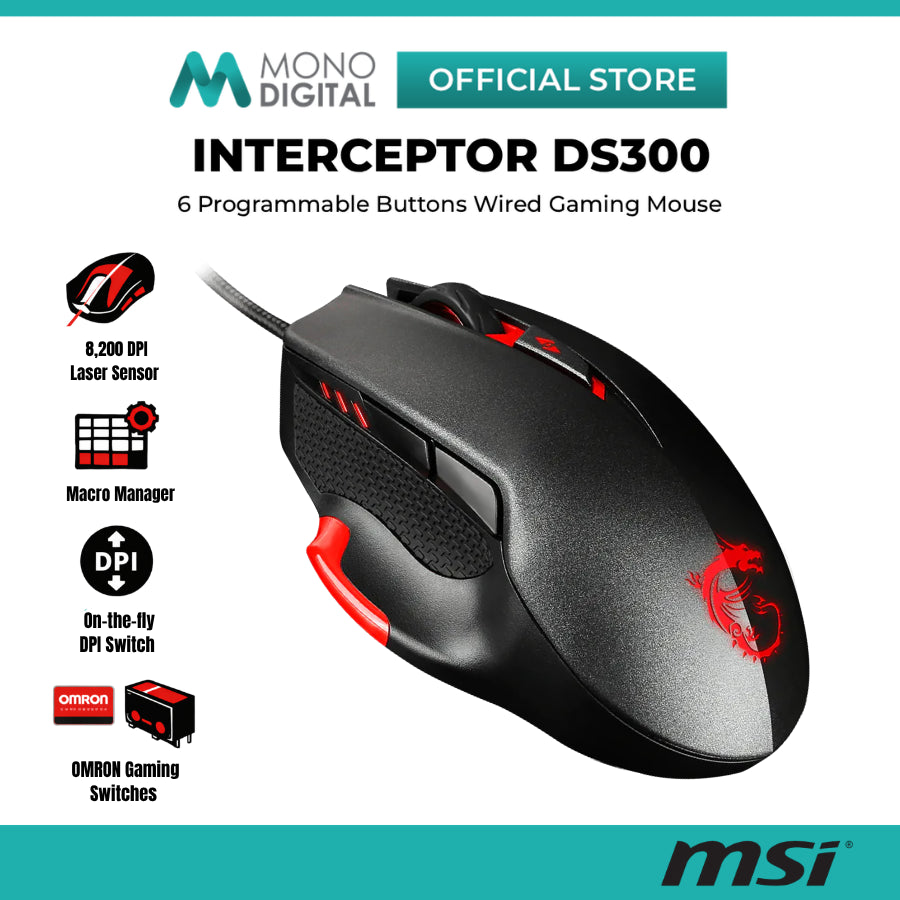 MONO
DIGITAL
OFFICIAL STORE
INTERCEPTOR DS300
6 Programmable Buttons Wired Gaming Mouse
8,200 DPI
Laser Sensor
Macro Manager
DPI
On-the-fly
DPI Switch
OMRON
OMRON Gaming
Switches
msi®